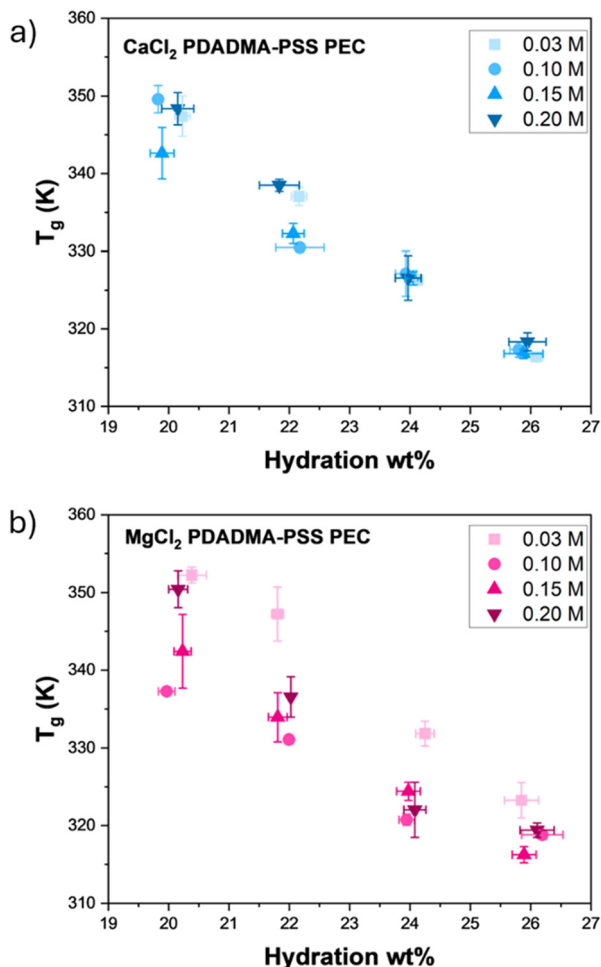 a)
CaCl₂ PDADMA-PSS PEC
0.03 M
0.10 M
0.15 M
0.20 M
360
350
340
330
320
310
Tg (K)
19 20 21 22 23 24 25 26 27
Hydration wt%
b)
MgCl₂ PDADMA-PSS PEC
0.03 M
0.10 M
0.15 M
0.20 M
360
350
340
330
320
310
Tg (K)
19 20 21 22 23 24 25 26 27
Hydration wt%